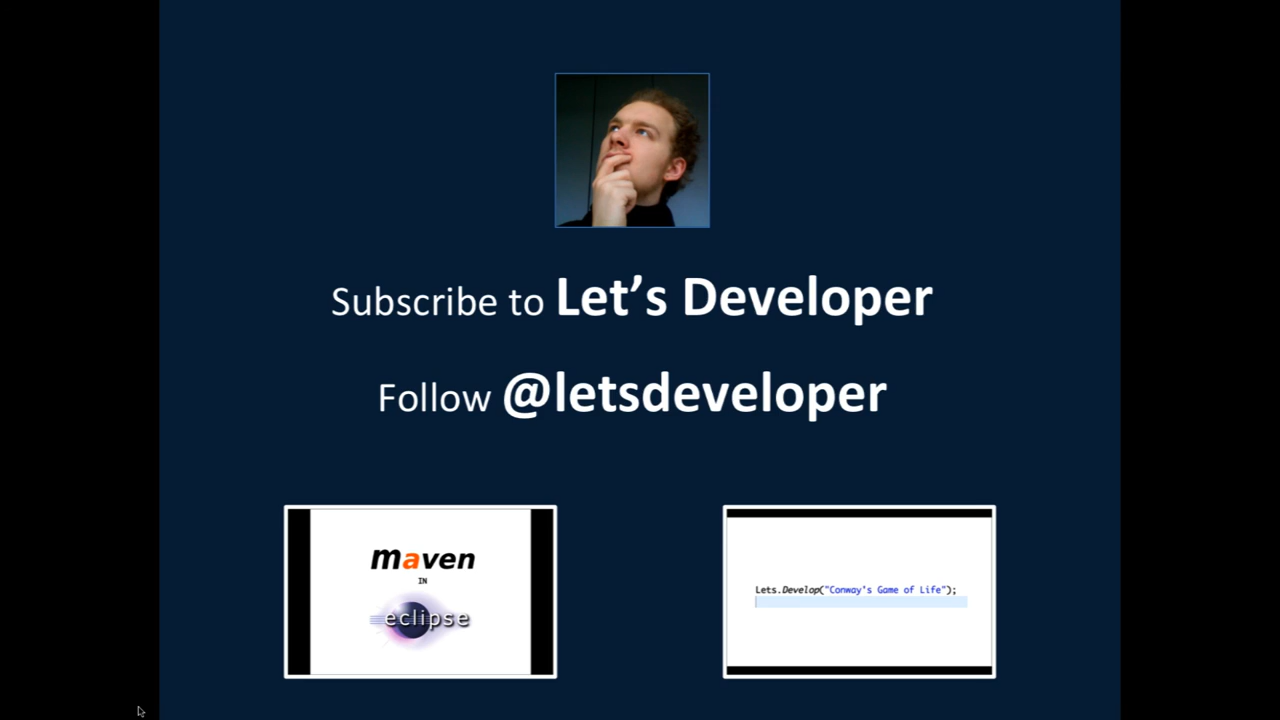 Subscribe to Let’s Developer
Follow @letsdeveloper
maven
IN
eclipse
Lets.Develop("Conway's Game of Life");